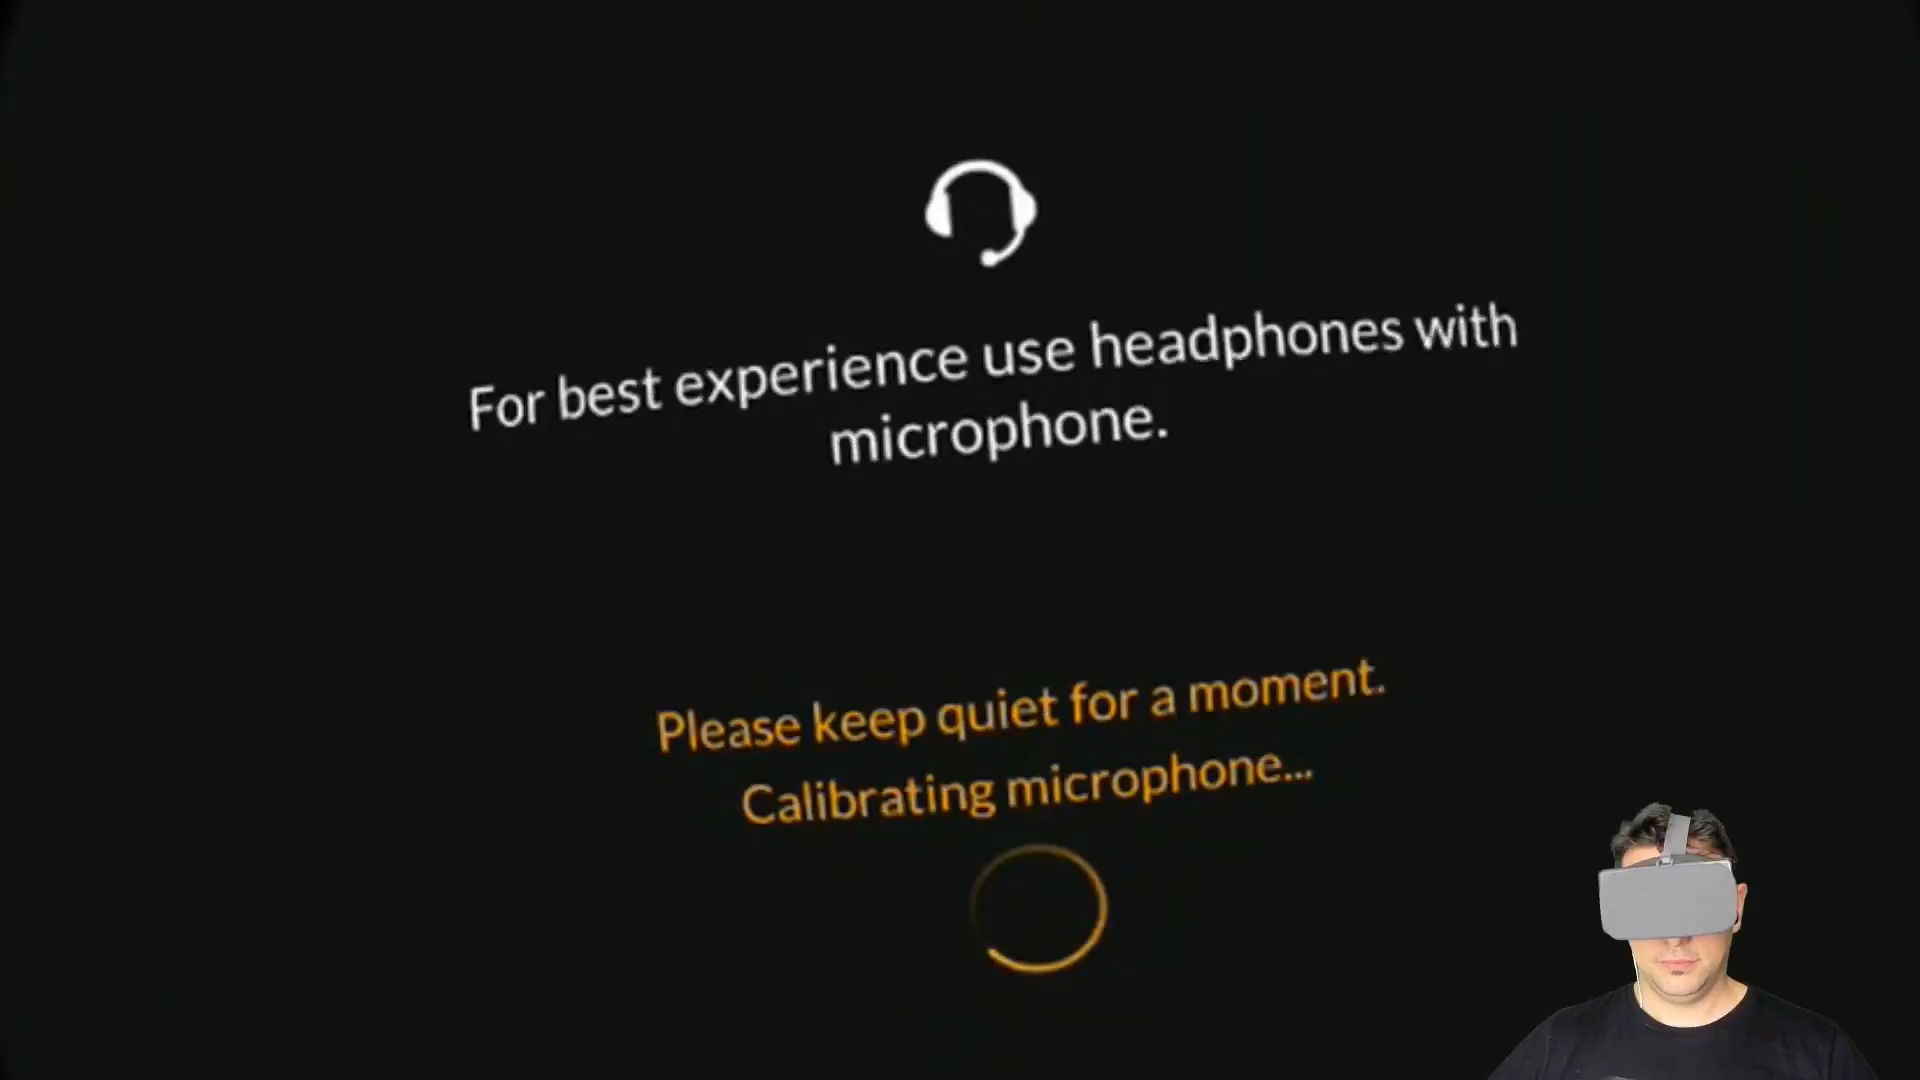 For best experience use headphones with
microphone.
Please keep quiet for a moment.
Calibrating microphone...